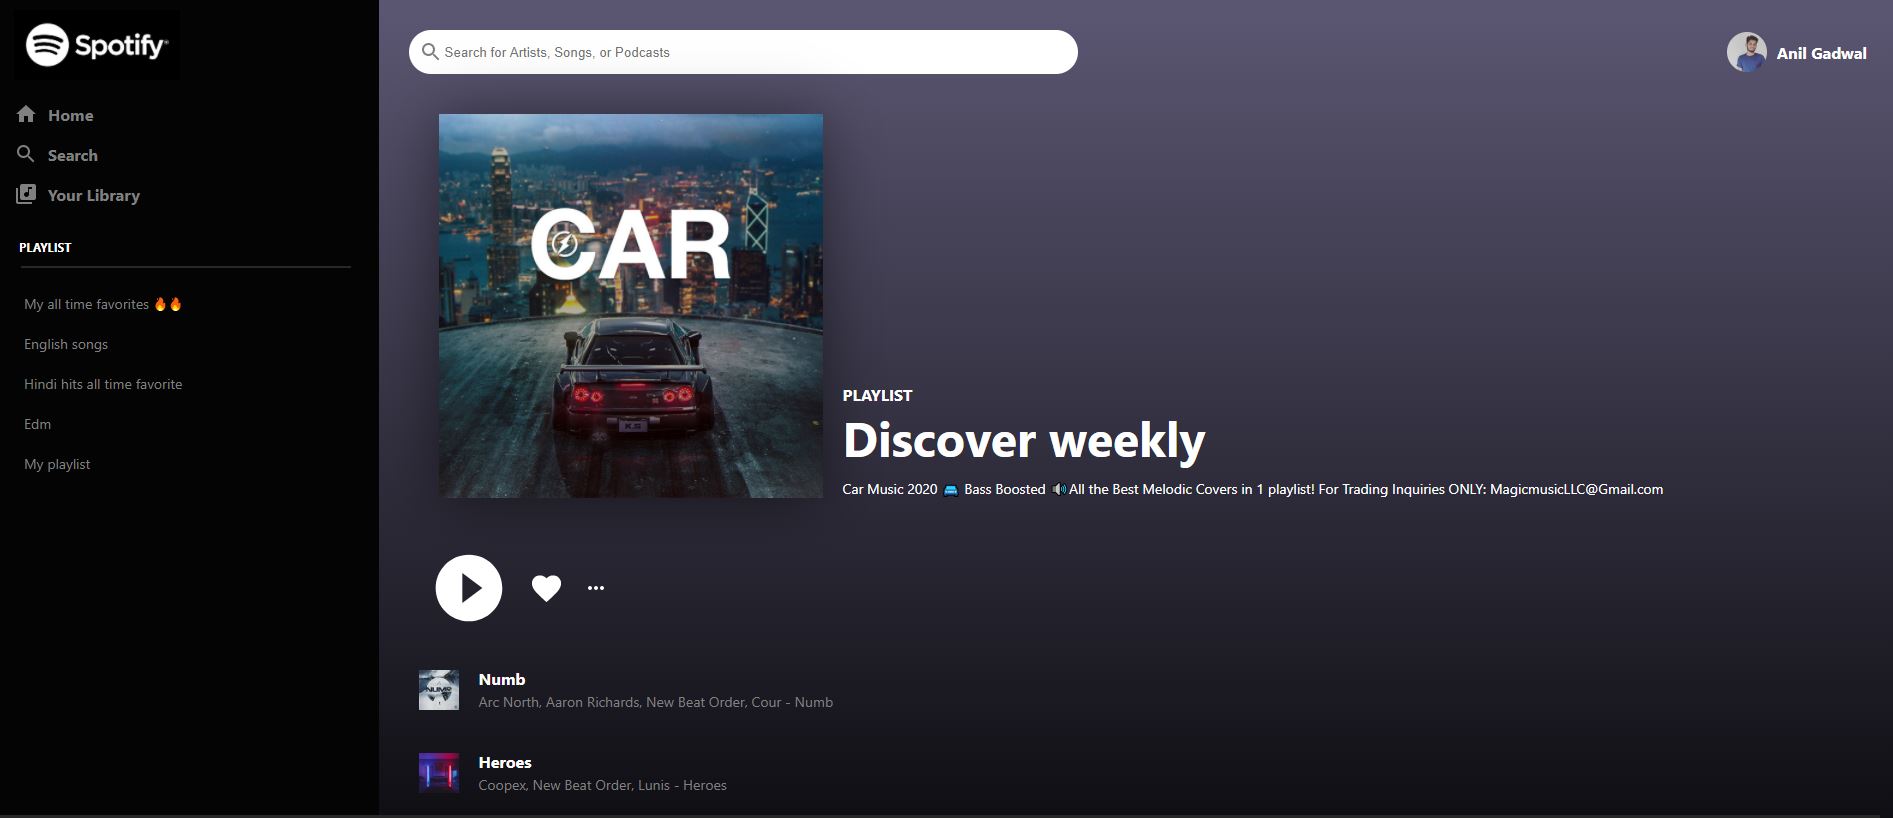 Spotify
Home
Search
Your Library
PLAYLIST
My all time favorites 🔥🔥
English songs
Hindi hits all time favorite
Edm
My playlist
Search for Artists, Songs, or Podcasts
Anil Gadwal
CAR
K.S
PLAYLIST
Discover weekly
Car Music 2020 🚘 Bass Boosted 🔊All the Best Melodic Covers in 1 playlist! For Trading Inquiries ONLY: MagicmusicLLC@Gmail.com
NUMB
Numb
Arc North, Aaron Richards, New Beat Order, Cour - Numb
Heroes
Coopex, New Beat Order, Lunis - Heroes